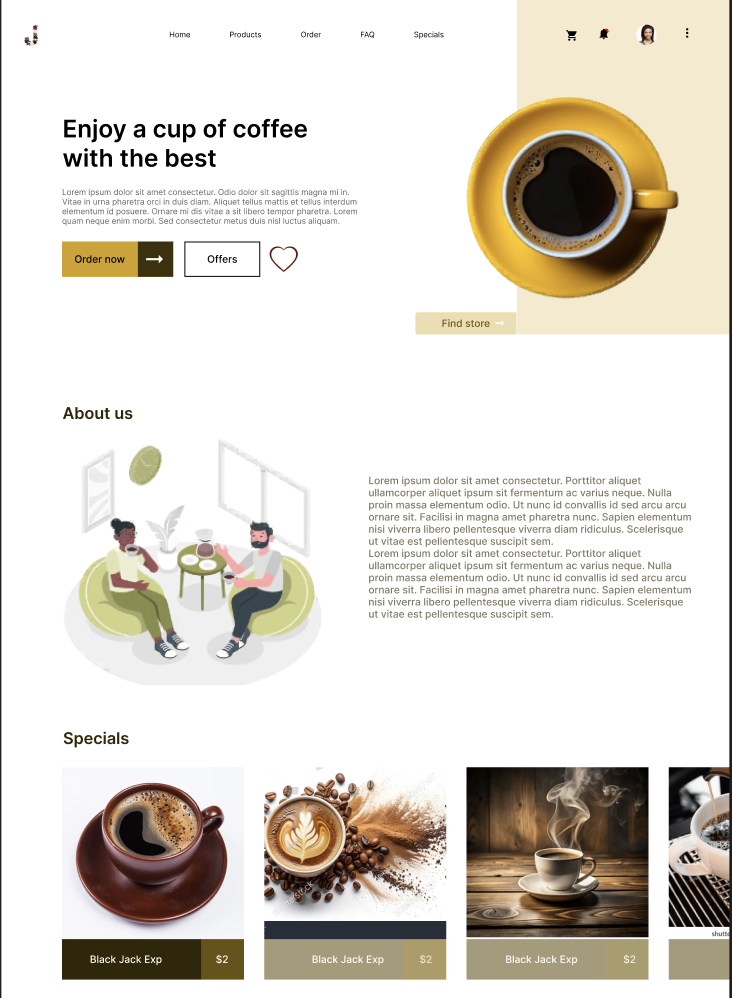 J
Home Products Order FAQ Specials
Enjoy a cup of coffee
with the best
Lorem ipsum dolor sit amet consectetur. Odio dolor sit sagittis magna mi in.
Vitae in urna pharetra orci in duis diam. Aliquet tellus mattis et tellus interdum
elementum id posuere. Ornare mi dis vitae a sit libero tempor pharetra. Lorem
quam neque enim morbi. Sed consectetur metus duis nisl luctus aliquam.
Order now
Offers
Find store
About us
Lorem ipsum dolor sit amet consectetur. Porttitor aliquet
ullamcorper aliquet ipsum sit fermentum ac varius neque. Nulla
proin massa elementum odio. Ut nunc id convallis id sed arcu arcu
ornare sit. Facilisi in magna amet pharetra nunc. Sapien elementum
nisi viverra libero pellentesque viverra diam ridiculus. Scelerisque
ut vitae est pellentesque suscipit sem.
Lorem ipsum dolor sit amet consectetur. Porttitor aliquet
ullamcorper aliquet ipsum sit fermentum ac varius neque. Nulla
proin massa elementum odio. Ut nunc id convallis id sed arcu arcu
ornare sit. Facilisi in magna amet pharetra nunc. Sapien elementum
nisi viverra libero pellentesque viverra diam ridiculus. Scelerisque
ut vitae est pellentesque suscipit sem.
Specials
shutte
Black Jack Exp $2
Black Jack Exp $2
Black Jack Exp $2